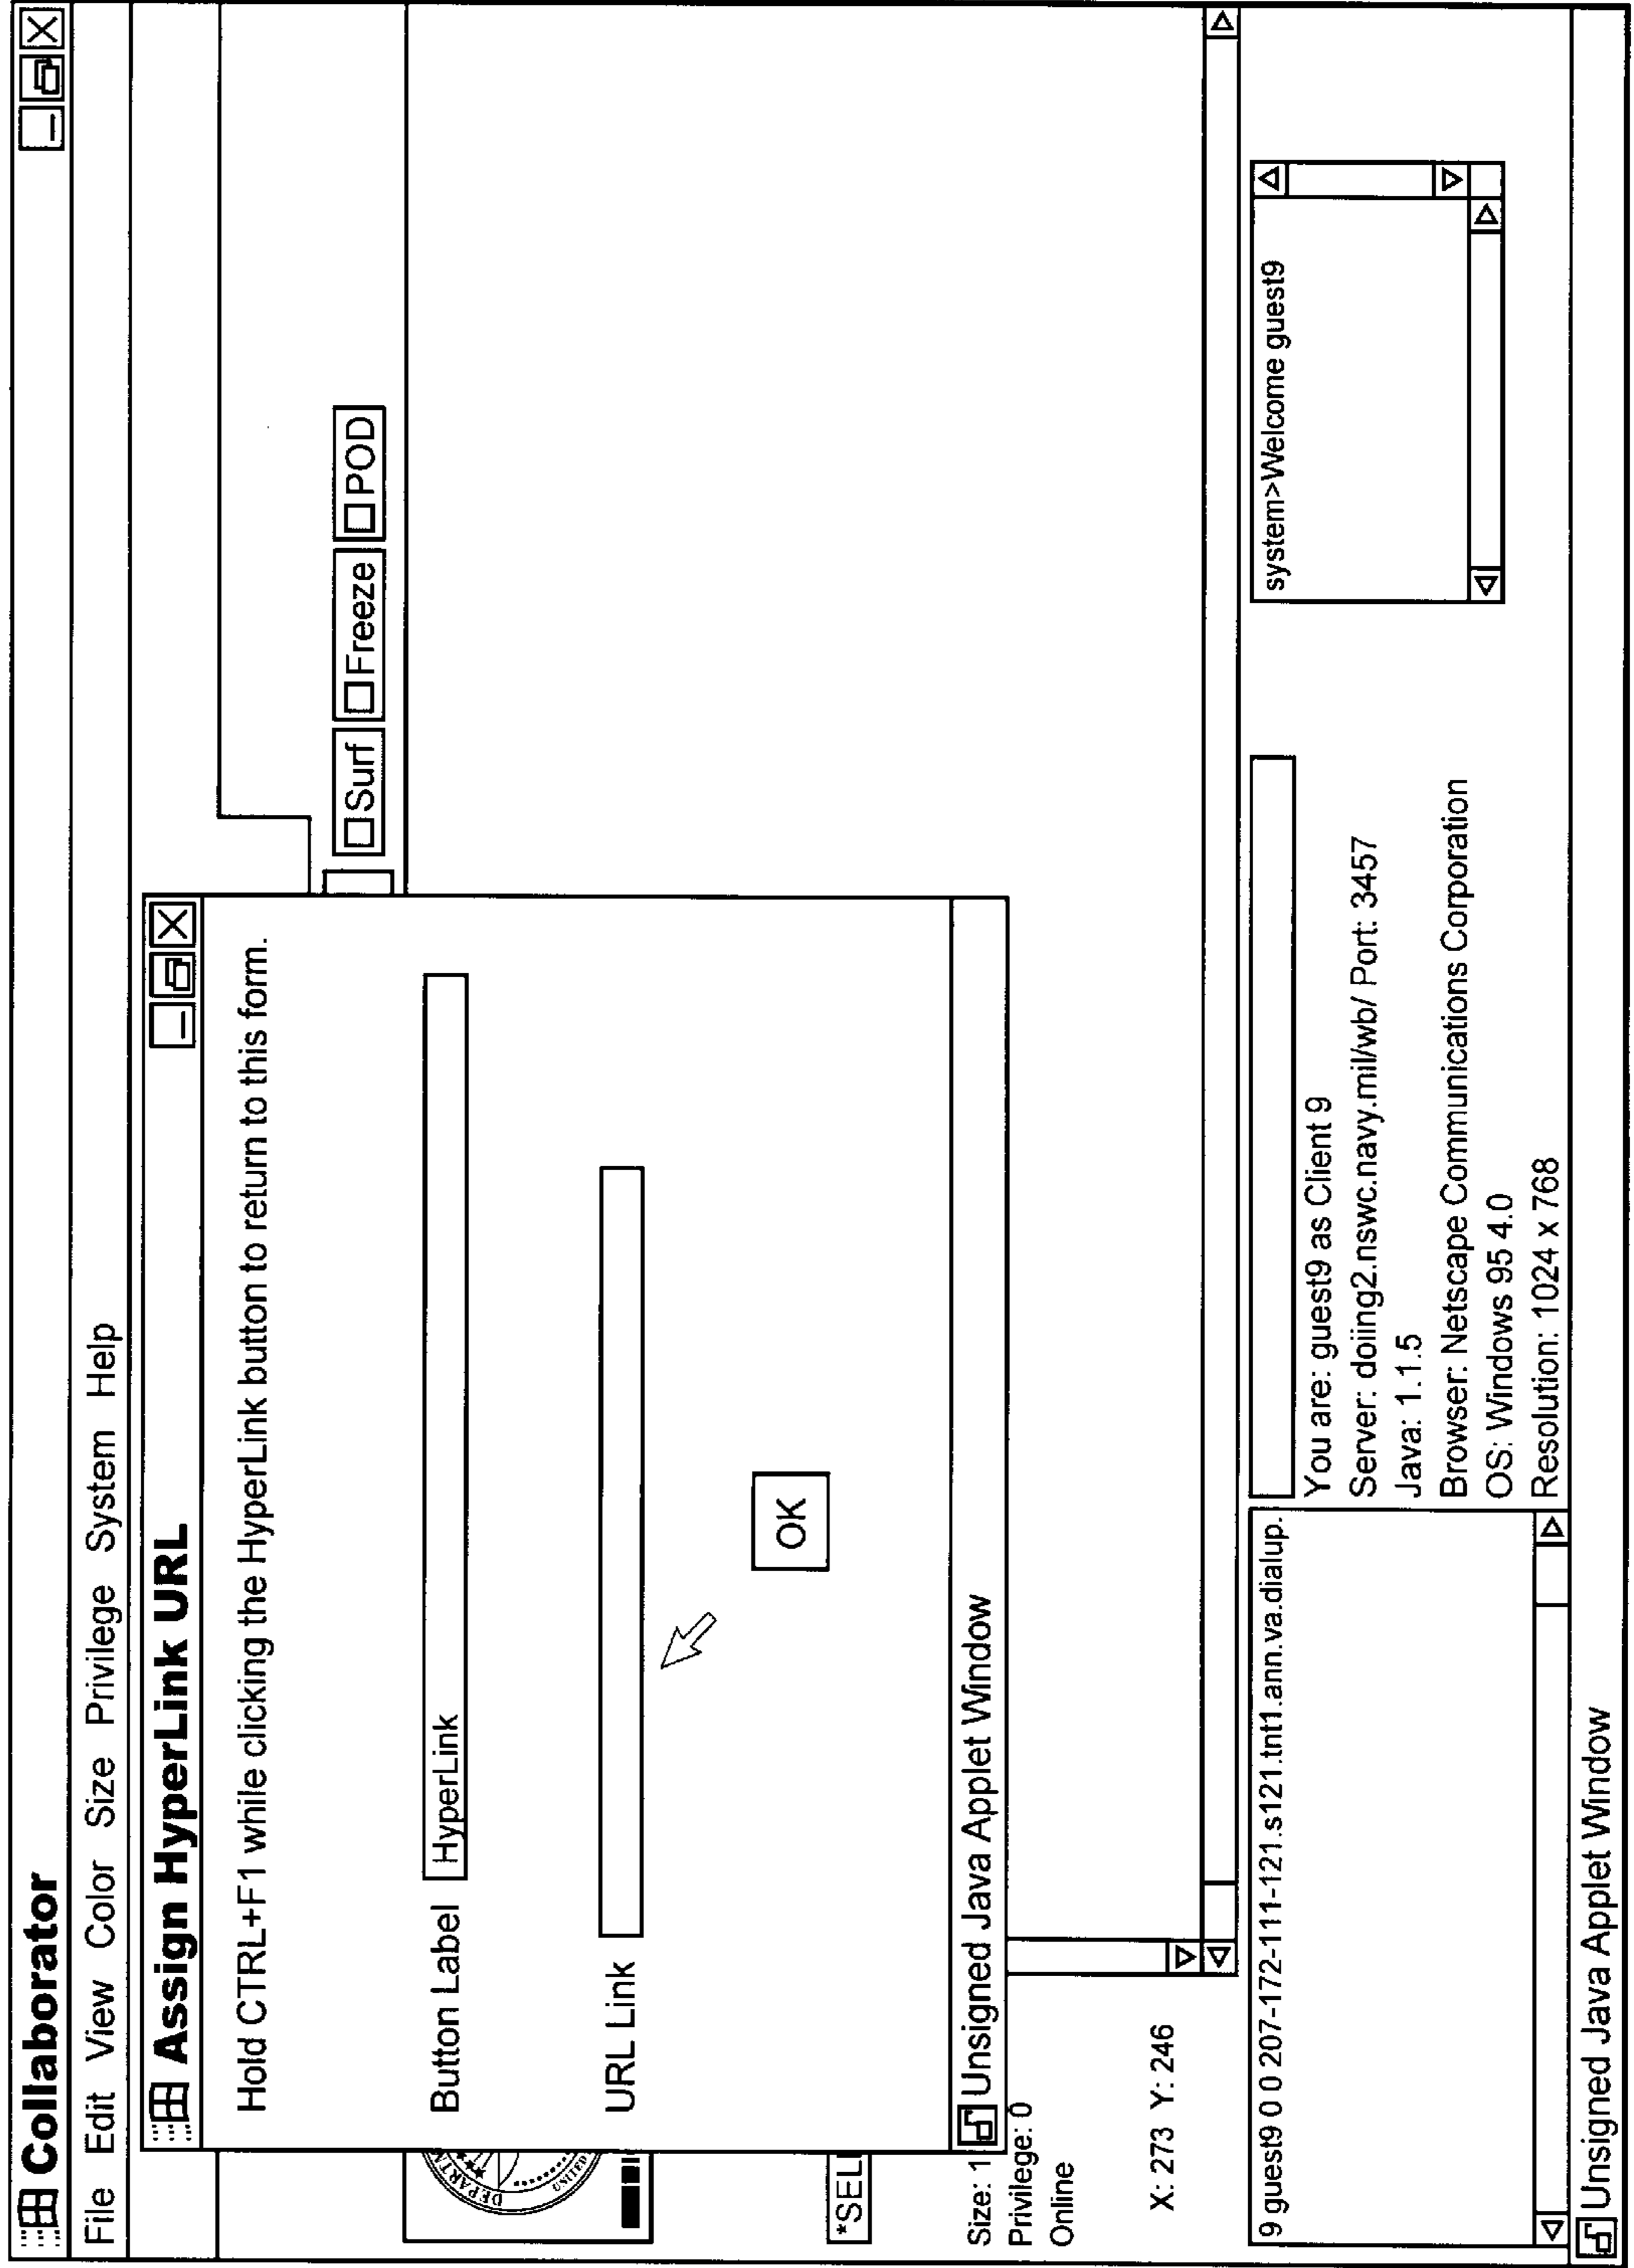 Collaborator
File Edit View Color Size Privilege System Help
Assign HyperLink URL
Hold CTRL+F1 while clicking the HyperLink button to return to this form.
Button Label HyperLink
URL Link
OK
Unsigned Java Applet Window
Surf Freeze POD
DEPARTM
UNITED
*SEL
Size: 1
Privilege: 0
Online
X: 273 Y: 246
9 guest9 0 0 207-172-111-121.s121.tnt1.ann.va.dialup.
You are: guest9 as Client 9
Server: doiing2.nswc.navy.mil/wb/ Port: 3457
Java: 1.1.5
Browser: Netscape Communications Corporation
OS: Windows 95 4.0
Resolution: 1024 x 768
system>Welcome guest9
Unsigned Java Applet Window